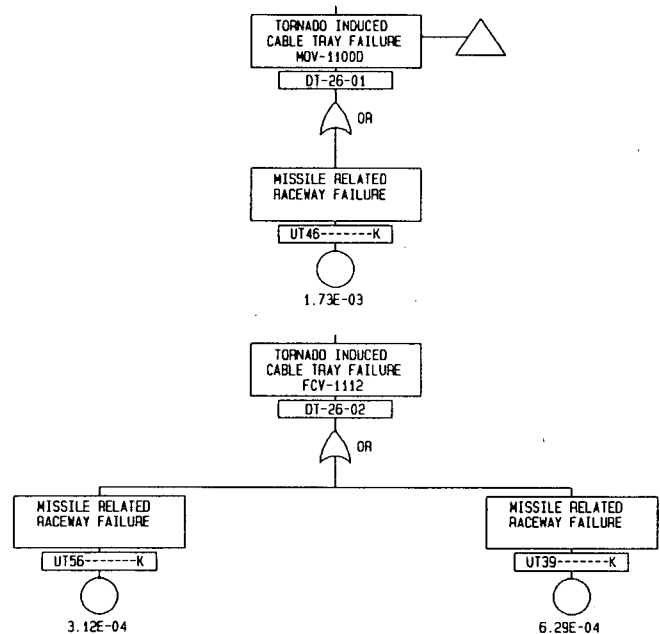 TORNADO INDUCED
CABLE TRAY FAILURE
MOV-1100D
DT-26-01
OR
MISSILE RELATED
RACEWAY FAILURE
UT46-------K
1.73E-03
TORNADO INDUCED
CABLE TRAY FAILURE
FCV-1112
DT-26-02
OR
MISSILE RELATED
RACEWAY FAILURE
UT56-------K
3.12E-04
MISSILE RELATED
RACEWAY FAILURE
UT39-------K
6.29E-04